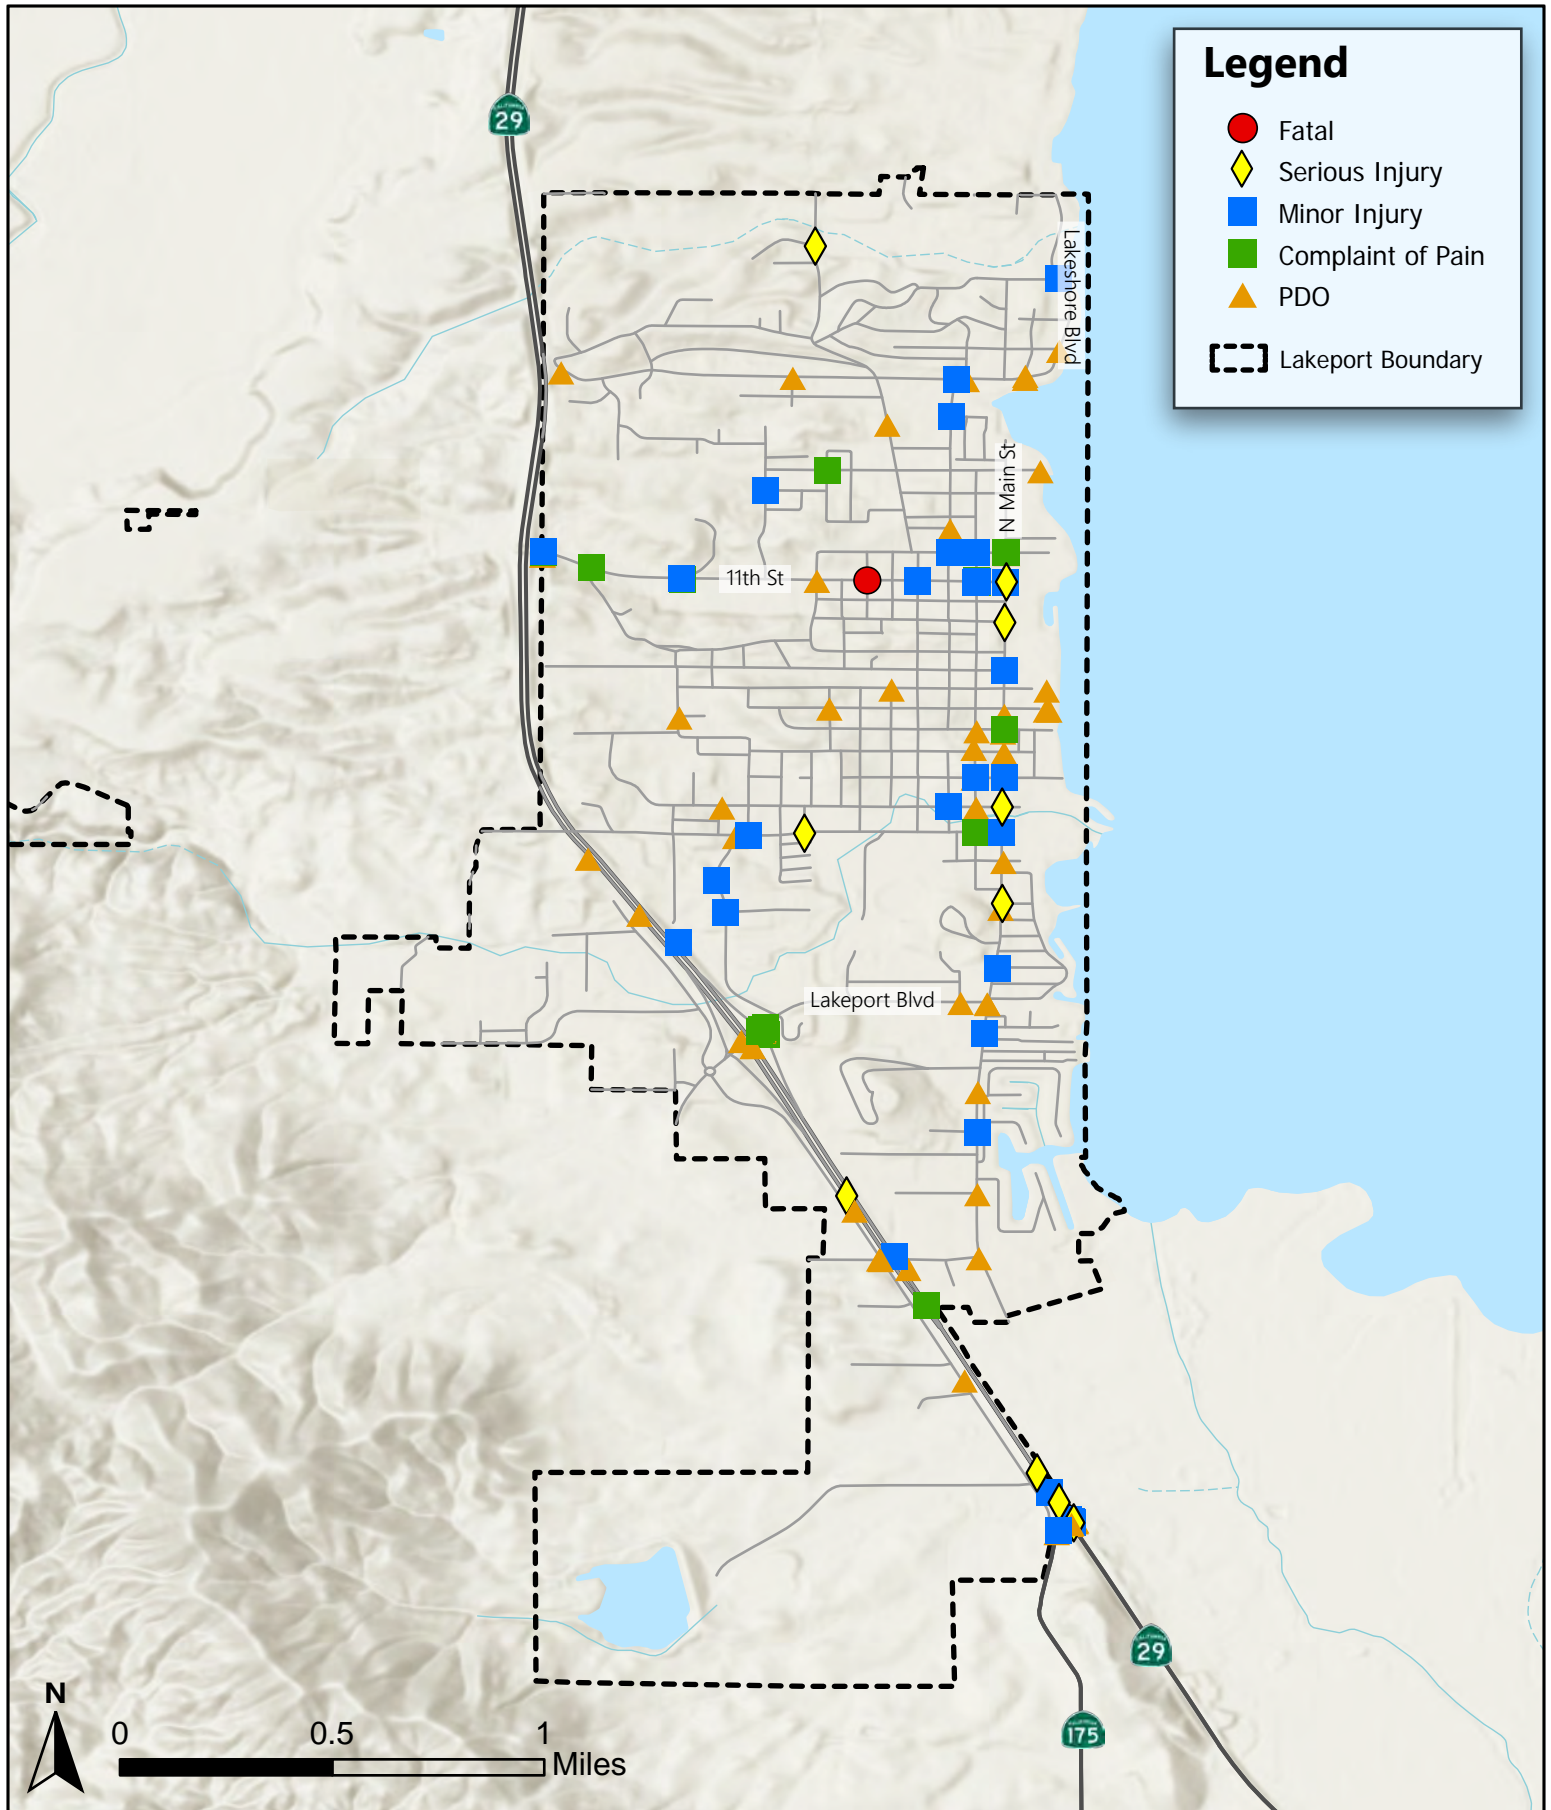 Legend
Fatal
Serious Injury
Minor Injury
Complaint of Pain
PDO
Lakeport Boundary
29
Lakeshore Blvd
N Main St
11th St
Lakeport Blvd
29
175
N
0 0.5 1
Miles